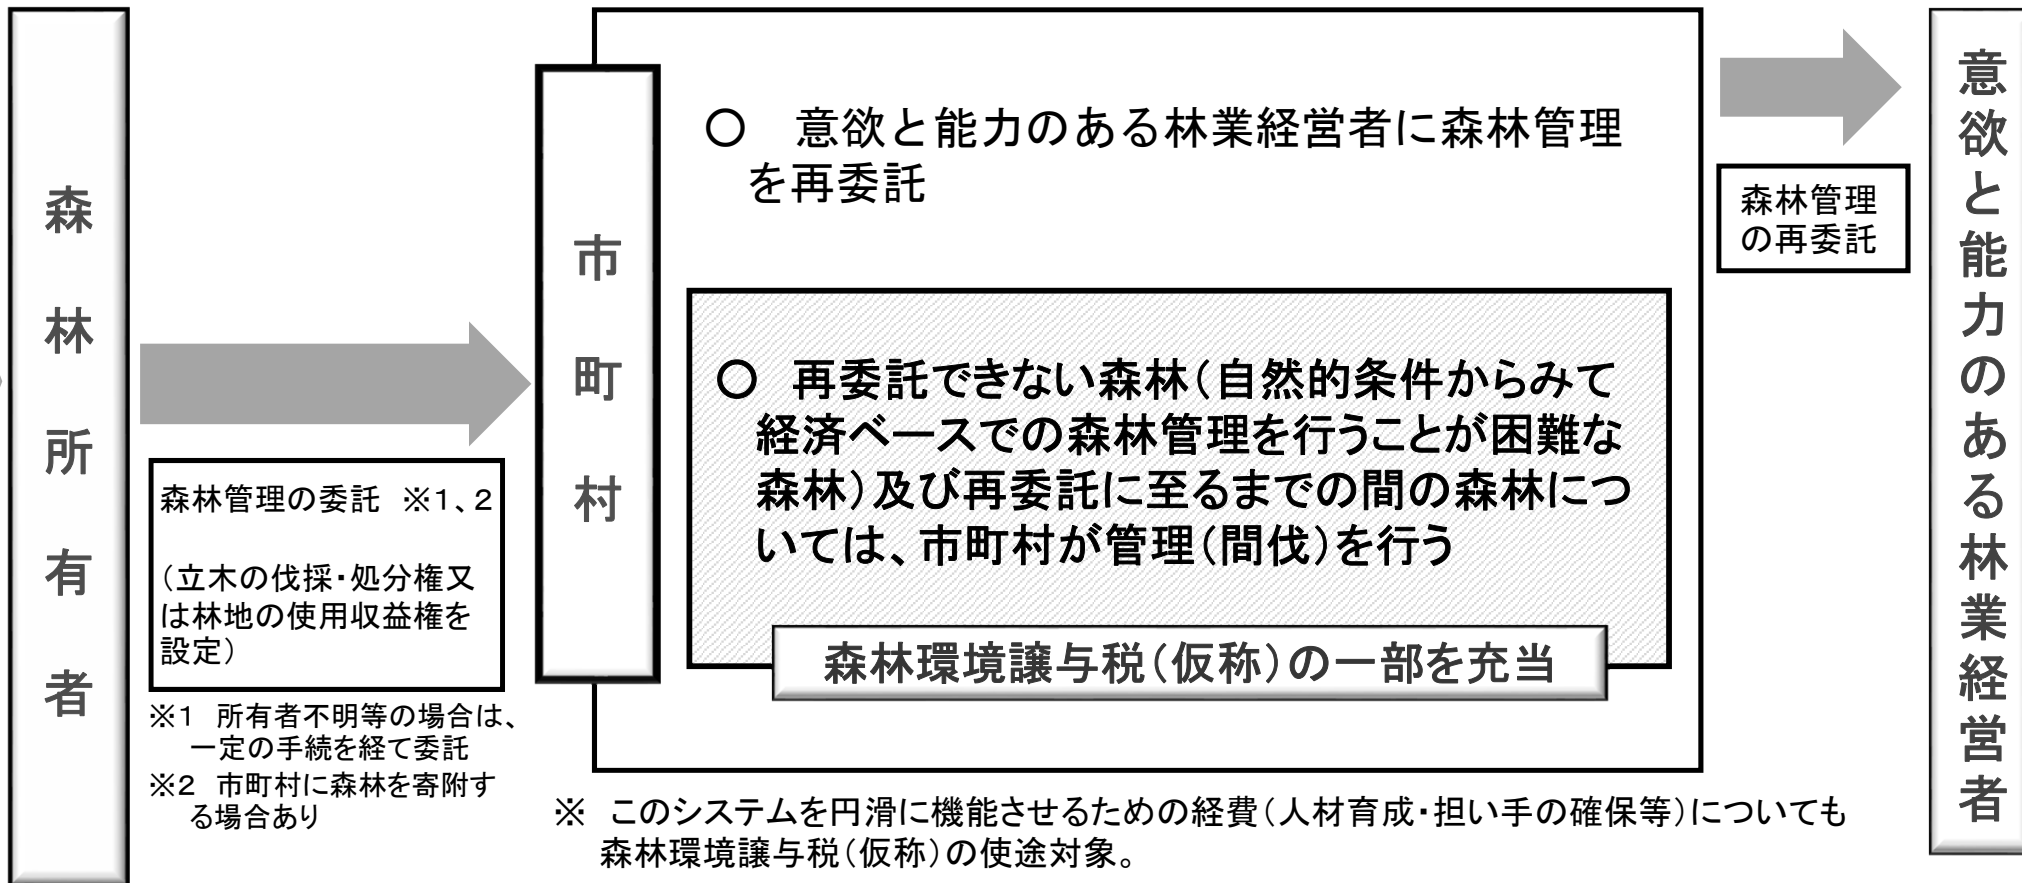 森林所有者
森林管理の委託 ※1、2
（立木の伐採・処分権又
は林地の使用収益権を
設定）
※1 所有者不明等の場合は、
一定の手続を経て委託
※2 市町村に森林を寄附す
る場合あり
市町村
○ 意欲と能力のある林業経営者に森林管理
を再委託
○ 再委託できない森林（自然的条件からみて
経済ベースでの森林管理を行うことが困難な
森林）及び再委託に至るまでの間の森林につ
いては、市町村が管理（間伐）を行う
森林環境譲与税（仮称）の一部を充当
※ このシステムを円滑に機能させるための経費（人材育成・担い手の確保等）についても
森林環境譲与税（仮称）の使途対象。
森林管理
の再委託
意欲と能力のある林業経営者